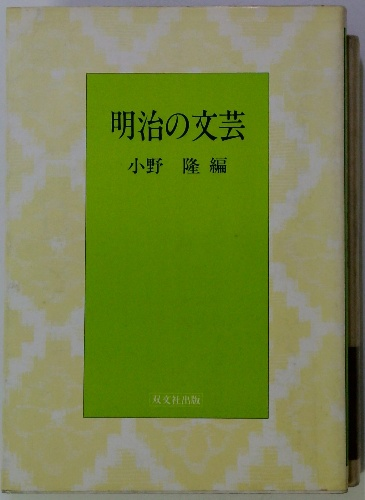 明治の文芸
小野 隆 編
双文社出版